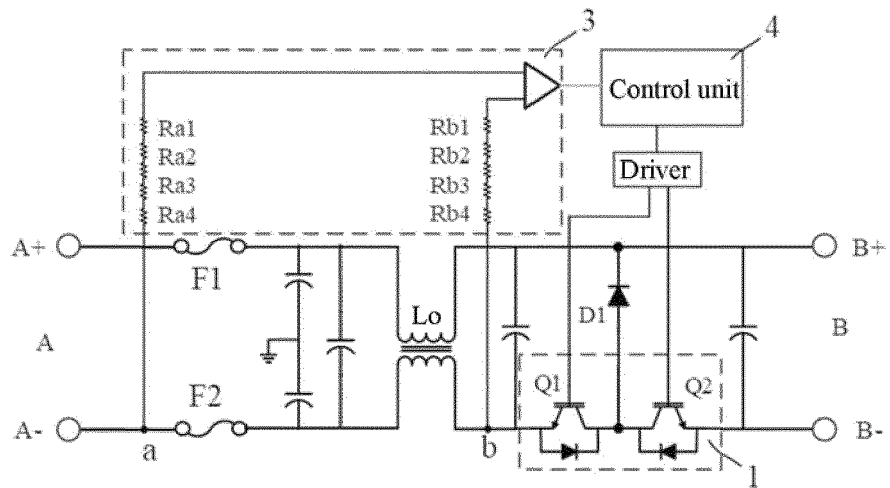 3
4
Control unit
Driver
Ra1
Ra2
Ra3
Ra4
Rb1
Rb2
Rb3
Rb4
A+
F1
B+
Lo
D1
A
B
Q1
Q2
F2
A-
a
b
B-
1